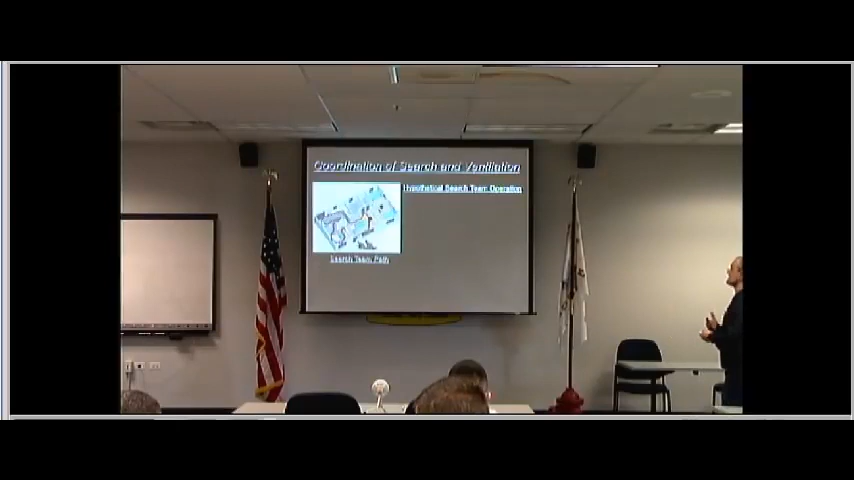 Coordination of Search and Ventilation
Hypothetical Search Team Operation
Search Team Path